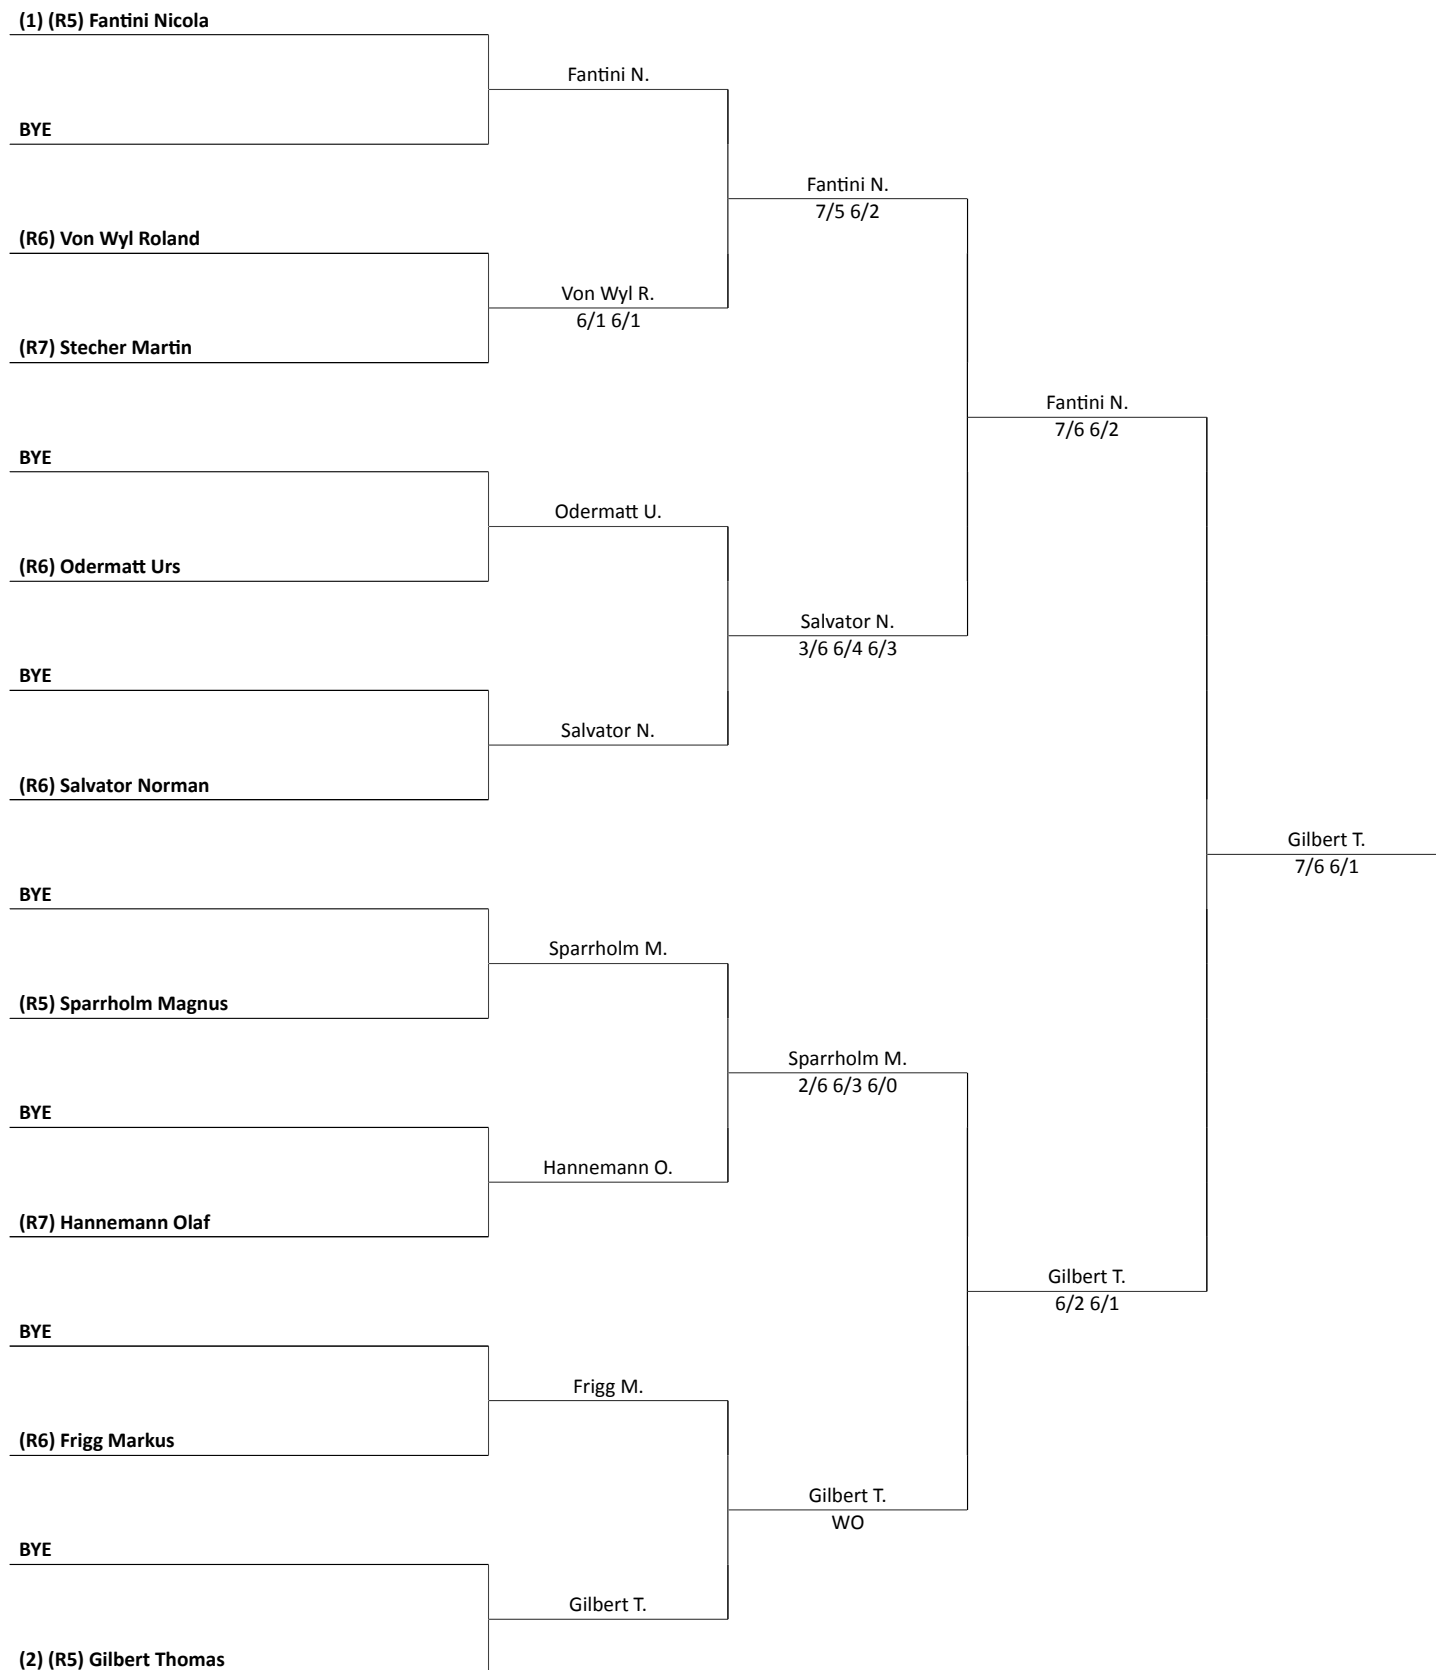 (1) (R5) Fantini Nicola
Fantini N.
BYE
Fantini N.
7/5 6/2
(R6) Von Wyl Roland
Von Wyl R.
6/1 6/1
(R7) Stecher Martin
Fantini N.
7/6 6/2
BYE
Odermatt U.
(R6) Odermatt Urs
Salvator N.
3/6 6/4 6/3
BYE
Salvator N.
(R6) Salvator Norman
Gilbert T.
7/6 6/1
BYE
Sparrholm M.
(R5) Sparrholm Magnus
Sparrholm M.
2/6 6/3 6/0
BYE
Hannemann O.
(R7) Hannemann Olaf
Gilbert T.
6/2 6/1
BYE
Frigg M.
(R6) Frigg Markus
Gilbert T.
WO
BYE
Gilbert T.
(2) (R5) Gilbert Thomas